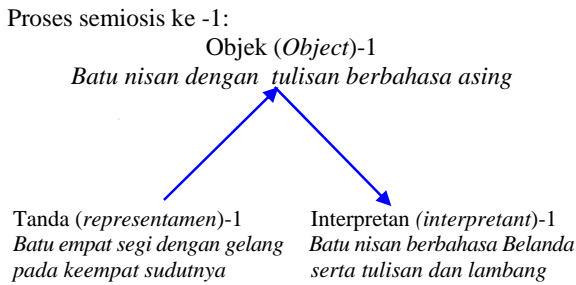 Proses semiosis ke -1:
Objek (Object)-1
Batu nisan dengan tulisan berbahasa asing
Tanda (representamen)-1
Batu empat segi dengan gelang
pada keempat sudutnya
Interpretan (interpretant)-1
Batu nisan berbahasa Belanda
serta tulisan dan lambang